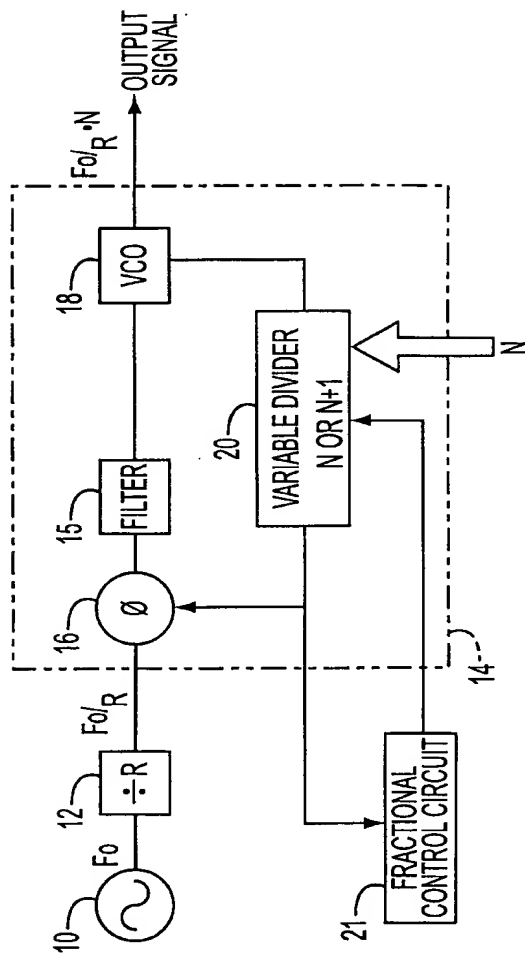 10
Fo
12
÷R
Fo/R
16
Ø
15
FILTER
18
VCO
Fo/R •N
OUTPUT
SIGNAL
20
VARIABLE DIVIDER
N OR N+1
N
14
21
FRACTIONAL
CONTROL CIRCUIT